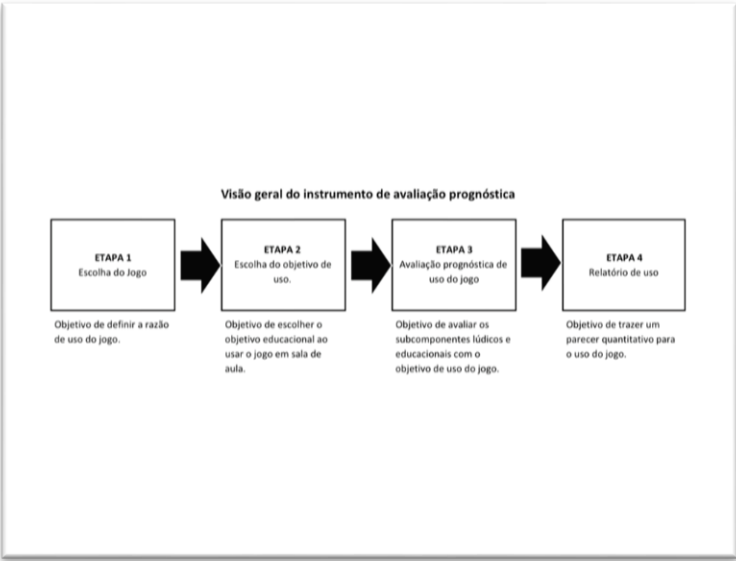 Visão geral do instrumento de avaliação prognóstica
ETAPA 1
Escolha do Jogo
Objetivo de definir a razão
de uso do jogo.
ETAPA 2
Escolha do objetivo de
uso.
Objetivo de escolher o
objetivo educacional ao
usar o jogo em sala de
aula.
ETAPA 3
Avaliação prognóstica de
uso do jogo
Objetivo de avaliar os
subcomponentes lúdicos e
educacionais com o
objetivo de uso do jogo.
ETAPA 4
Relatório de uso
Objetivo de trazer um
parecer quantitativo para
o uso do jogo.